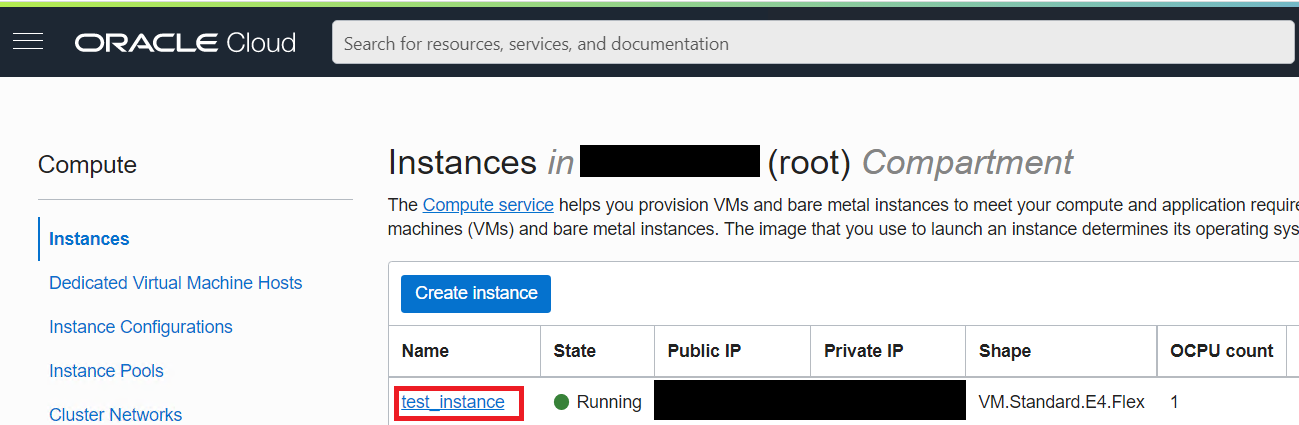 ORACLE Cloud
Search for resources, services, and documentation
Compute
Instances
Dedicated Virtual Machine Hosts
Instance Configurations
Instance Pools
Cluster Networks
Instances in (root) Compartment
The Compute service helps you provision VMs and bare metal instances to meet your compute and application require
machines (VMs) and bare metal instances. The image that you use to launch an instance determines its operating sys
Create instance
Name State Public IP Private IP Shape OCPU count
test_instance Running VM.Standard.E4.Flex 1